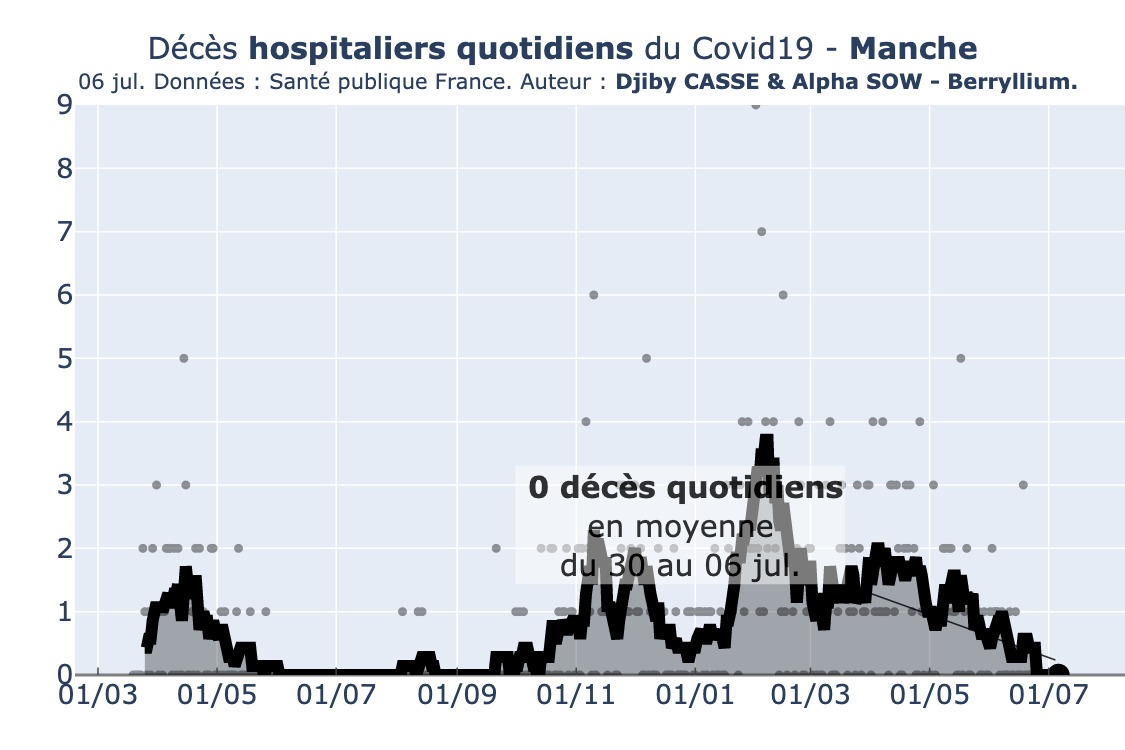 Décès hospitaliers quotidiens du Covid19 - Manche
06 jul. Données : Santé publique France. Auteur : Djiby CASSE & Alpha SOW - Berryllium.
9
8
7
6
5
4
3
2
1
0
0 décès quotidiens
en moyenne
du 30 au 06 jul.
01/03 01/05 01/07 01/09 01/11 01/01 01/03 01/05 01/07